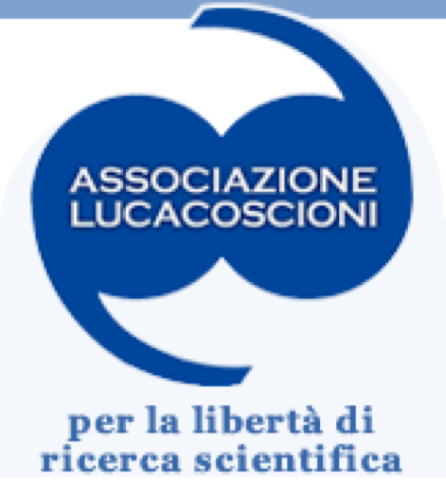 ASSOCIAZIONE
LUCACOSCIONI
per la libertà di
ricerca scientifica